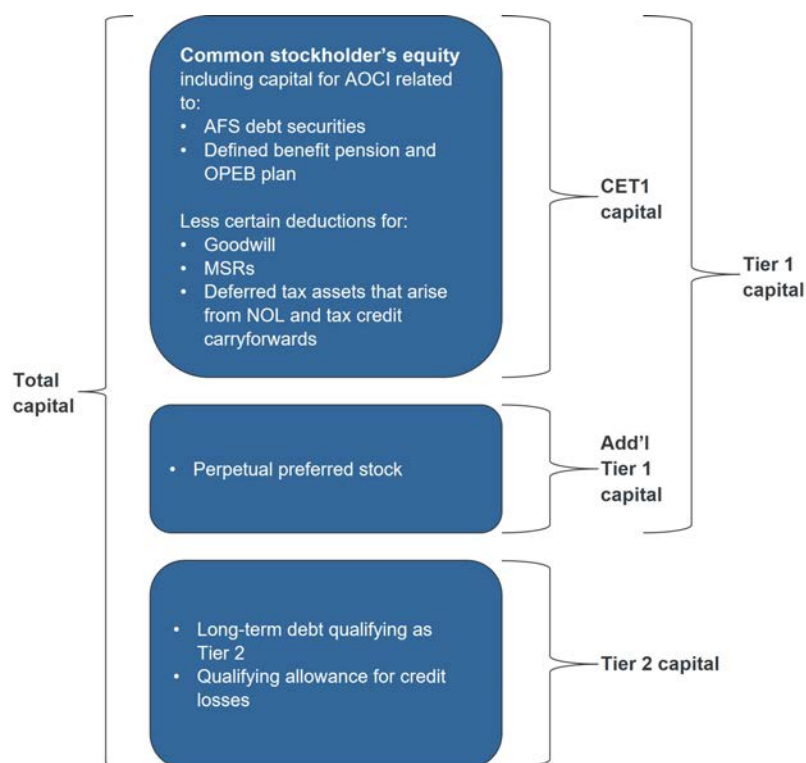 Common stockholder's equity
including capital for AOCI related
to:
• AFS debt securities
• Defined benefit pension and
OPEB plan
Less certain deductions for:
• Goodwill
• MSRs
• Deferred tax assets that arise
from NOL and tax credit
carryforwards
CET1
capital
Tier 1
capital
Total
capital
• Perpetual preferred stock
Add'l
Tier 1
capital
• Long-term debt qualifying as
Tier 2
• Qualifying allowance for credit
losses
Tier 2 capital